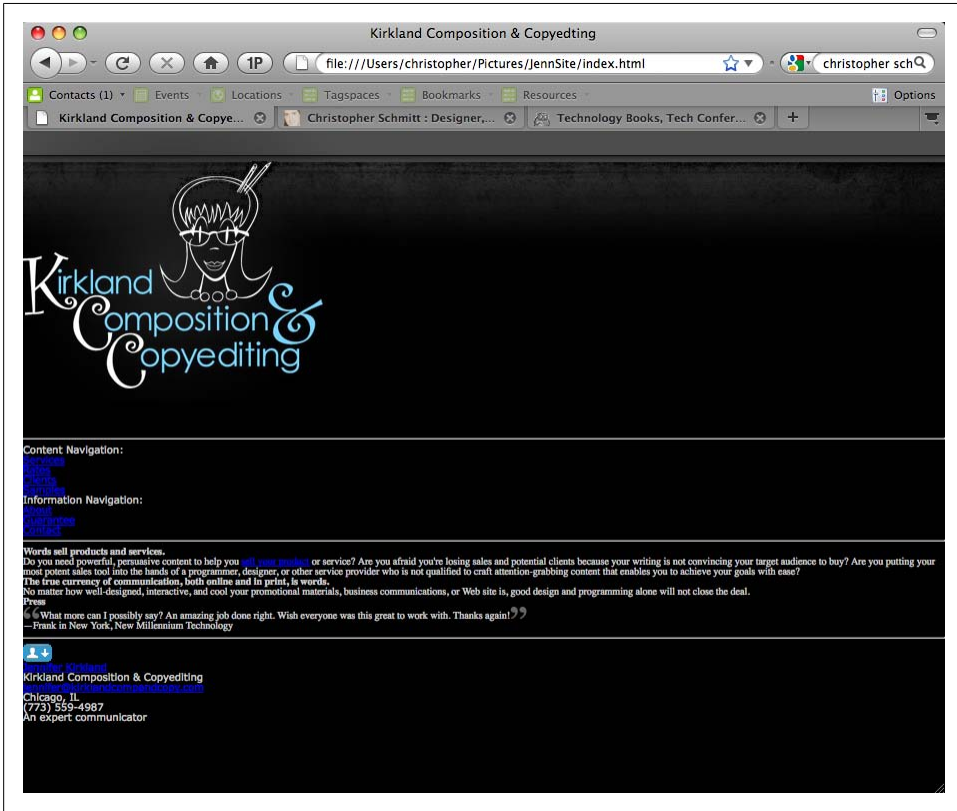 Kirkland Composition & Copyedting
1P
file:///Users/christopher/Pictures/JennSite/index.html
christopher sch
Contacts (1)
Events
Locations
Tagspaces
Bookmarks
Resources
Options
Kirkland Composition & Copye...
Christopher Schmitt : Designer,...
Technology Books, Tech Confer...
Kirkland
Composition &
Copyediting
Content Navigation:
Services
Rates
Clients
Samples
Information Navigation:
About
Guarantee
Contact
Words sell products and services.
Do you need powerful, persuasive content to help you sell your product or service? Are you afraid you're losing sales and potential clients because your writing is not convincing your target audience to buy? Are you putting your
most potent sales tool into the hands of a programmer, designer, or other service provider who is not qualified to craft attention-grabbing content that enables you to achieve your goals with ease?
The true currency of communication, both online and in print, is words.
No matter how well-designed, interactive, and cool your promotional materials, business communications, or Web site is, good design and programming alone will not close the deal.
Press
“What more can I possibly say? An amazing job done right. Wish everyone was this great to work with. Thanks again!”
—Frank in New York, New Millennium Technology
Jennifer Kirkland
Kirkland Composition & Copyediting
jennifer@kirklandcompandcopy.com
Chicago, IL
(773) 559-4987
An expert communicator